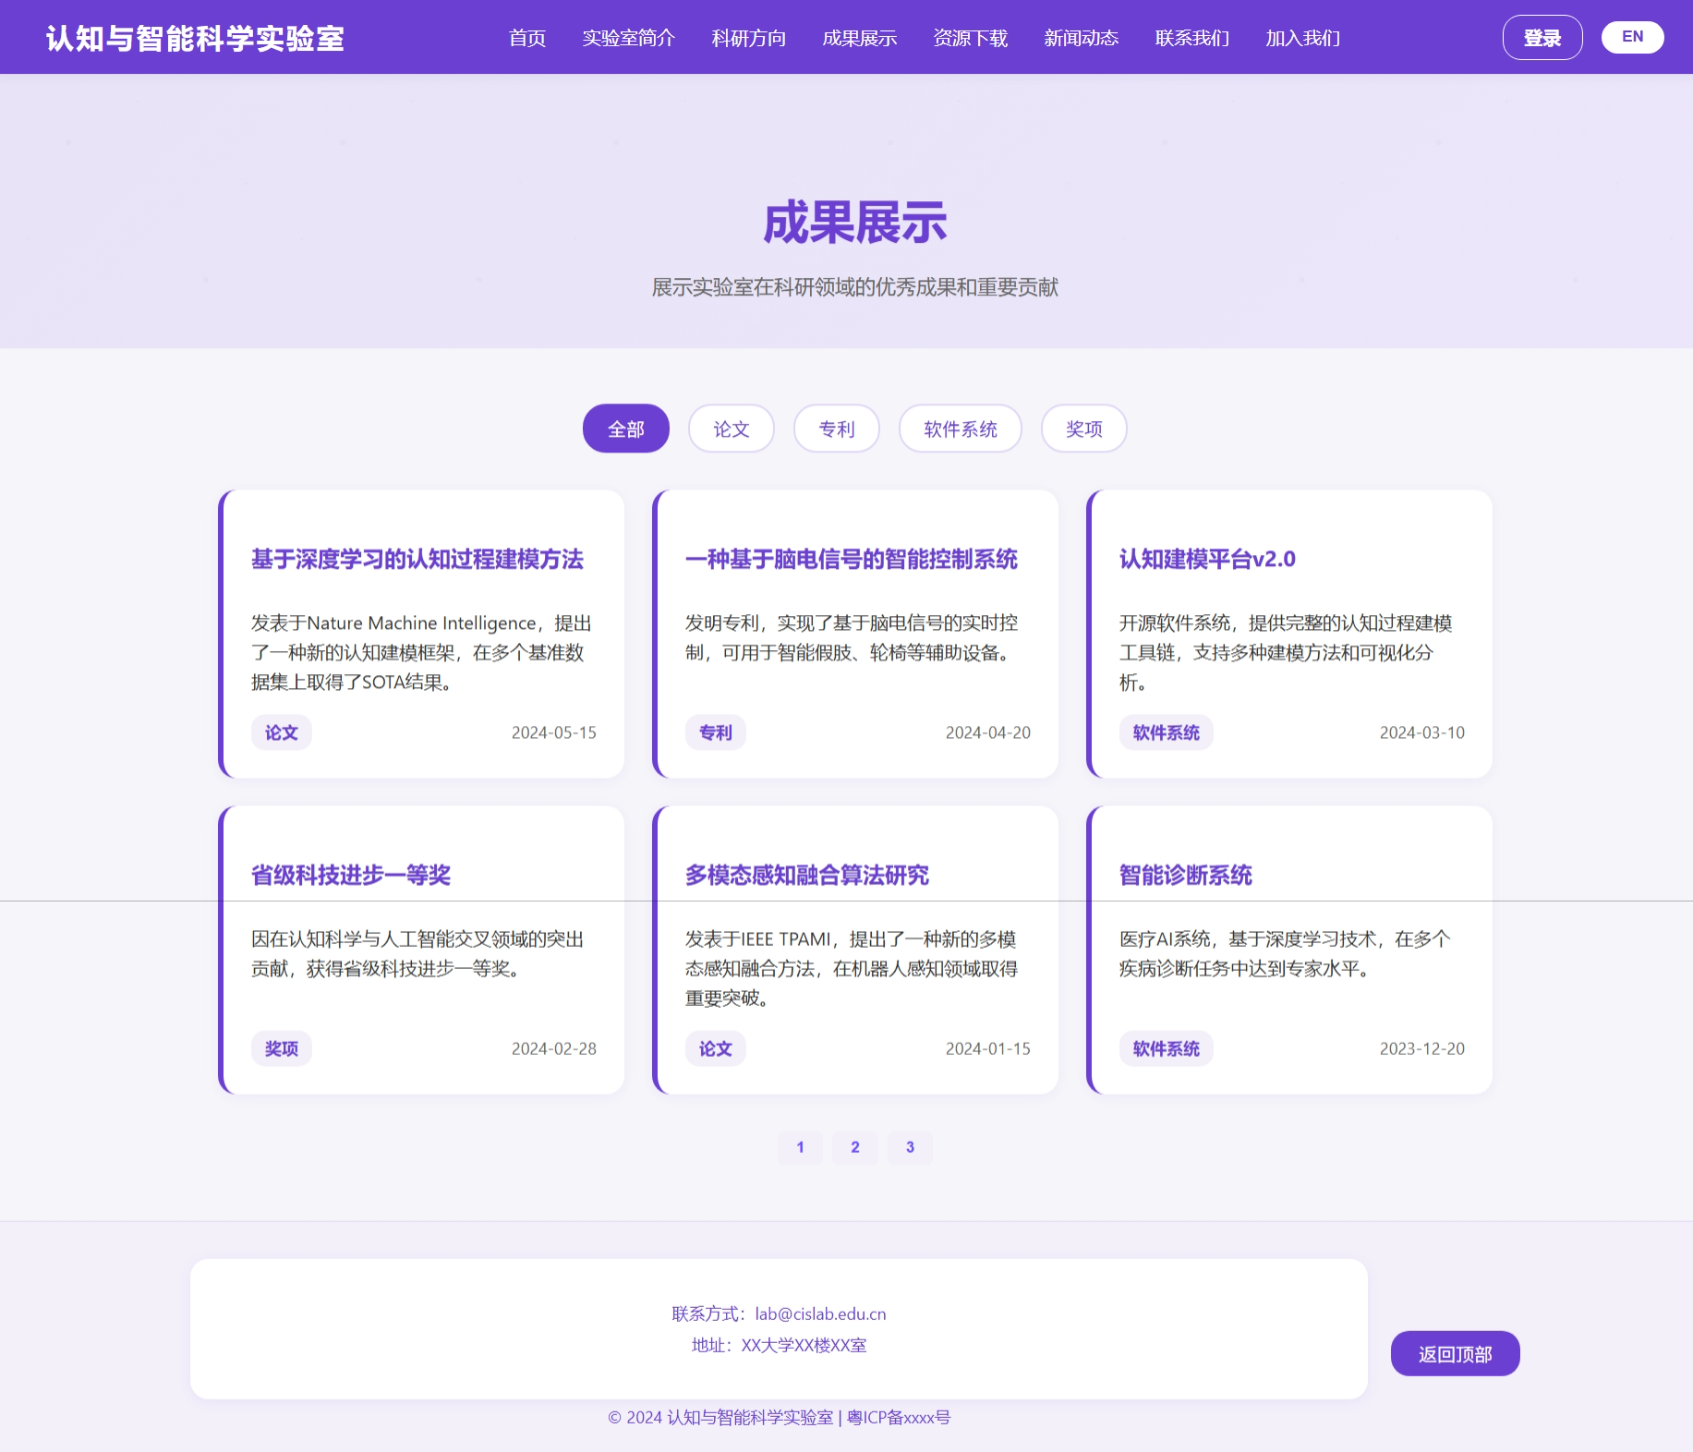 认知与智能科学实验室
首页 实验室简介 科研方向 成果展示 资源下载 新闻动态 联系我们 加入我们
登录 EN
成果展示
展示实验室在科研领域的优秀成果和重要贡献
全部 论文 专利 软件系统 奖项
基于深度学习的认知过程建模方法
发表于Nature Machine Intelligence，提出
了一种新的认知建模框架，在多个基准数
据集上取得了SOTA结果。
论文 2024-05-15
一种基于脑电信号的智能控制系统
发明专利，实现了基于脑电信号的实时控
制，可用于智能假肢、轮椅等辅助设备。
专利 2024-04-20
认知建模平台v2.0
开源软件系统，提供完整的认知过程建模
工具链，支持多种建模方法和可视化分
析。
软件系统 2024-03-10
省级科技进步一等奖
因在认知科学与人工智能交叉领域的突出
贡献，获得省级科技进步一等奖。
奖项 2024-02-28
多模态感知融合算法研究
发表于IEEE TPAMI，提出了一种新的多模
态感知融合方法，在机器人感知领域取得
重要突破。
论文 2024-01-15
智能诊断系统
医疗AI系统，基于深度学习技术，在多个
疾病诊断任务中达到专家水平。
软件系统 2023-12-20
1 2 3
联系方式：lab@cislab.edu.cn
地址：XX大学XX楼XX室
返回顶部
© 2024 认知与智能科学实验室 | 粤ICP备xxxx号